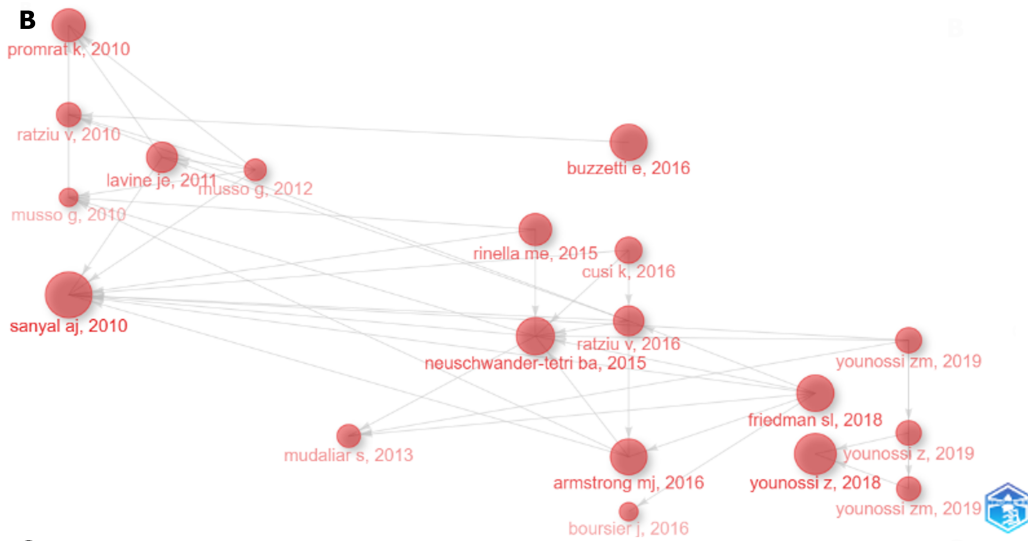 B
promrat k, 2010
ratziu v, 2010
buzzetti e, 2016
lavine je, 2011
musso g, 2012
musso g, 2010
rinella me, 2015
cusi k, 2016
sanyal aj, 2010
ratziu v, 2016
neuschwander-tetri ba, 2015
younossi zm, 2019
friedman sl, 2018
mudaliar s, 2013
younossi z, 2019
armstrong mj, 2016
younossi z, 2018
younossi zm, 2019
boursier j, 2016